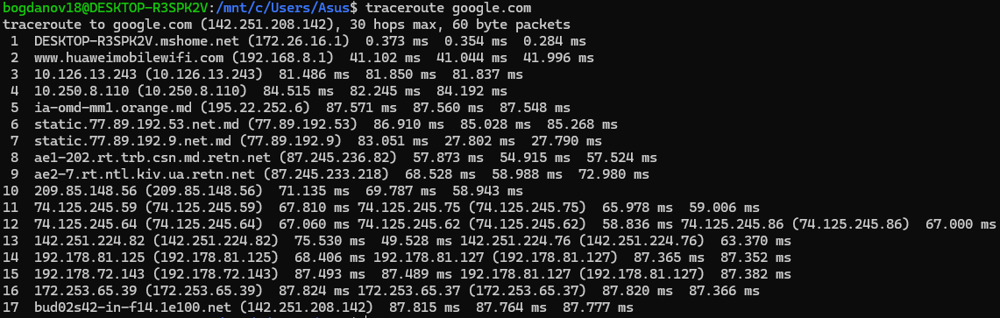 bogdanov18@DESKTOP-R3SPK2V:/mnt/c/Users/Asus$ traceroute google.com
traceroute to google.com (142.251.208.142), 30 hops max, 60 byte packets
 1  DESKTOP-R3SPK2V.mshome.net (172.26.16.1)  0.373 ms  0.354 ms  0.284 ms
 2  www.huaweimobilewifi.com (192.168.8.1)  41.102 ms  41.044 ms  41.996 ms
 3  10.126.13.243 (10.126.13.243)  81.486 ms  81.850 ms  81.837 ms
 4  10.250.8.110 (10.250.8.110)  84.515 ms  82.245 ms  84.192 ms
 5  ia-omd-mm1.orange.md (195.22.252.6)  87.571 ms  87.560 ms  87.548 ms
 6  static.77.89.192.53.net.md (77.89.192.53)  86.910 ms  85.028 ms  85.268 ms
 7  static.77.89.192.9.net.md (77.89.192.9)  83.051 ms  27.802 ms  27.790 ms
 8  ae1-202.rt.trb.csn.md.retn.net (87.245.236.82)  57.873 ms  54.915 ms  57.524 ms
 9  ae2-7.rt.ntl.kiv.ua.retn.net (87.245.233.218)  68.528 ms  58.988 ms  72.980 ms
10  209.85.148.56 (209.85.148.56)  71.135 ms  69.787 ms  58.943 ms
11  74.125.245.59 (74.125.245.59)  67.810 ms 74.125.245.75 (74.125.245.75)  65.978 ms  59.006 ms
12  74.125.245.64 (74.125.245.64)  67.060 ms 74.125.245.62 (74.125.245.62)  58.836 ms 74.125.245.86 (74.125.245.86)  67.000 ms
13  142.251.224.82 (142.251.224.82)  75.530 ms  49.528 ms 142.251.224.76 (142.251.224.76)  63.370 ms
14  192.178.81.125 (192.178.81.125)  68.406 ms 192.178.81.127 (192.178.81.127)  87.365 ms  87.352 ms
15  192.178.72.143 (192.178.72.143)  87.493 ms  87.489 ms 192.178.81.127 (192.178.81.127)  87.382 ms
16  172.253.65.39 (172.253.65.39)  87.824 ms 172.253.65.37 (172.253.65.37)  87.820 ms  87.366 ms
17  bud02s42-in-f14.1e100.net (142.251.208.142)  87.815 ms  87.764 ms  87.777 ms